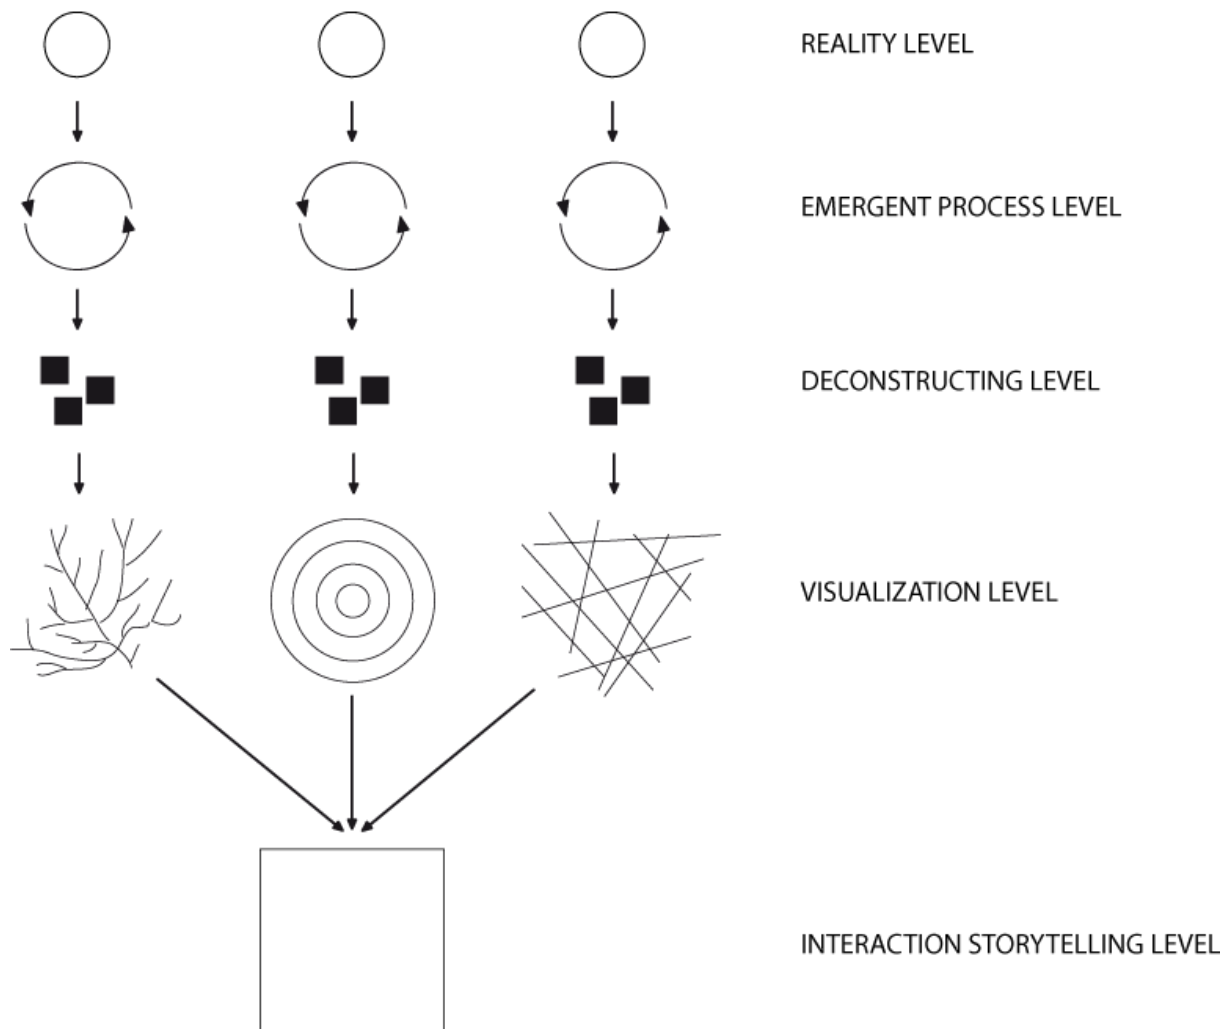 REALITY LEVEL
EMERGENT PROCESS LEVEL
DECONSTRUCTING LEVEL
VISUALIZATION LEVEL
INTERACTION STORYTELLING LEVEL